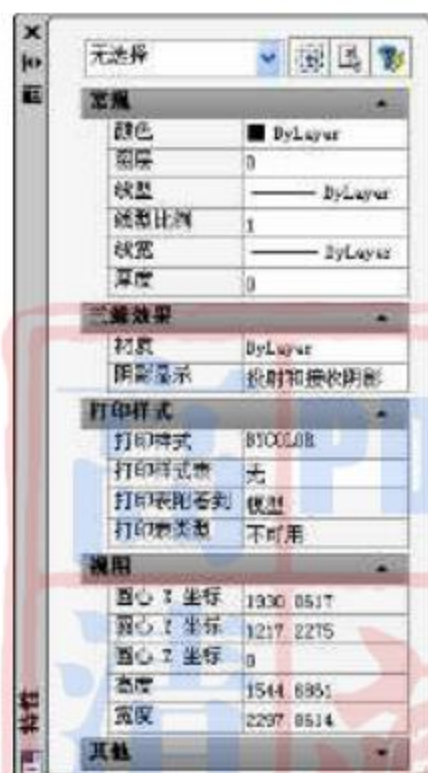 无选择
常规
颜色 ByLayer
图层 0
线型 ByLayer
线型比例 1
线宽 ByLayer
厚度 0
三维效果
材质 ByLayer
阴影显示 投射和接收阴影
打印样式
打印样式 BYCOLOR
打印样式表 无
打印表附着到 模型
打印表类型 不可用
视图
圆心 X 坐标 1930.0517
圆心 Y 坐标 1217.2275
圆心 Z 坐标 0
高度
宽度
其他
特性